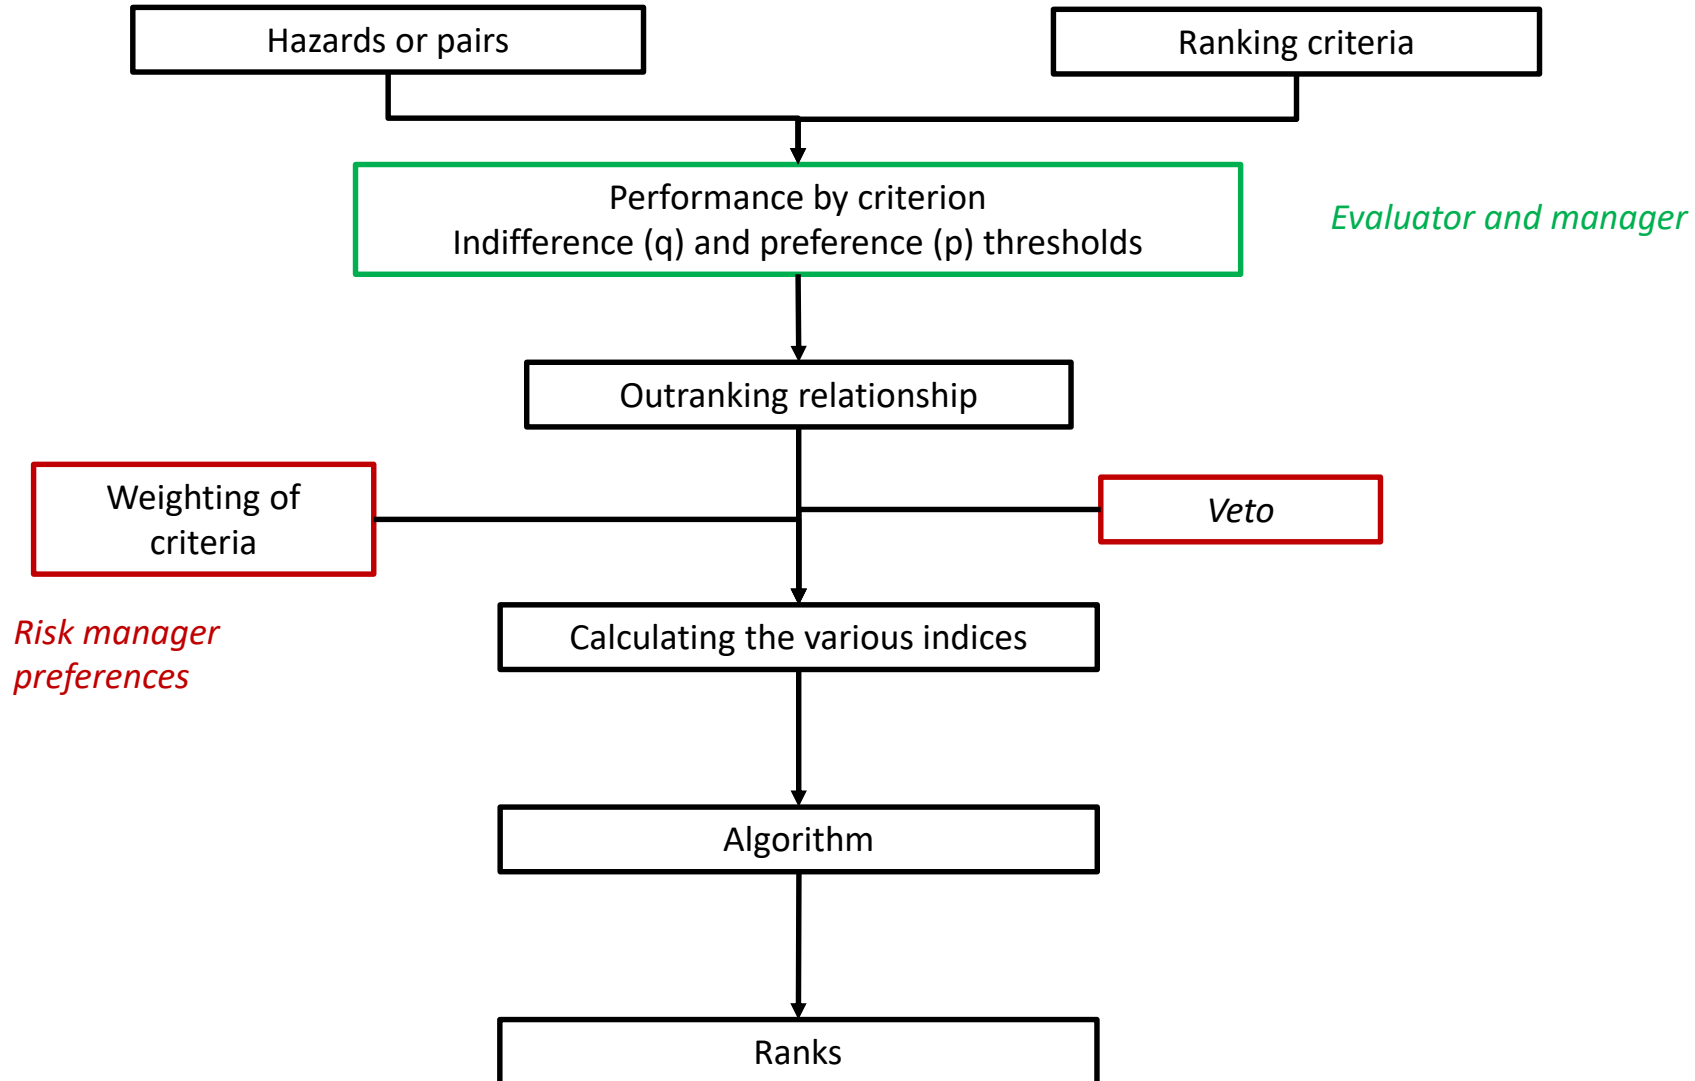 Hazards or pairs
Ranking criteria
Performance by criterion
Indifference (q) and preference (p) thresholds
Evaluator and manager
Outranking relationship
Weighting of
criteria
Veto
Risk manager
preferences
Calculating the various indices
Algorithm
Ranks